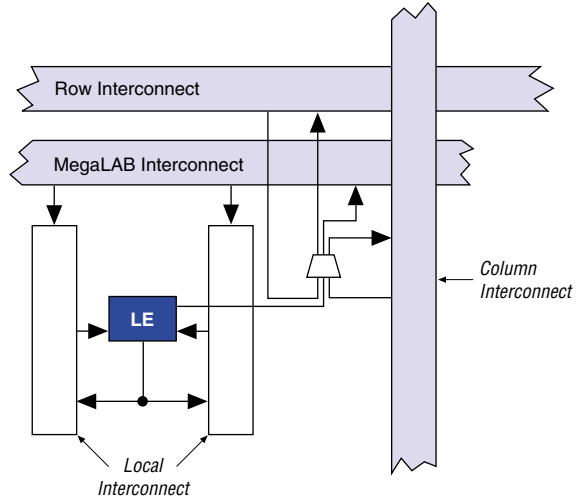 Row Interconnect
MegaLAB Interconnect
Column
Interconnect
LE
Local
Interconnect